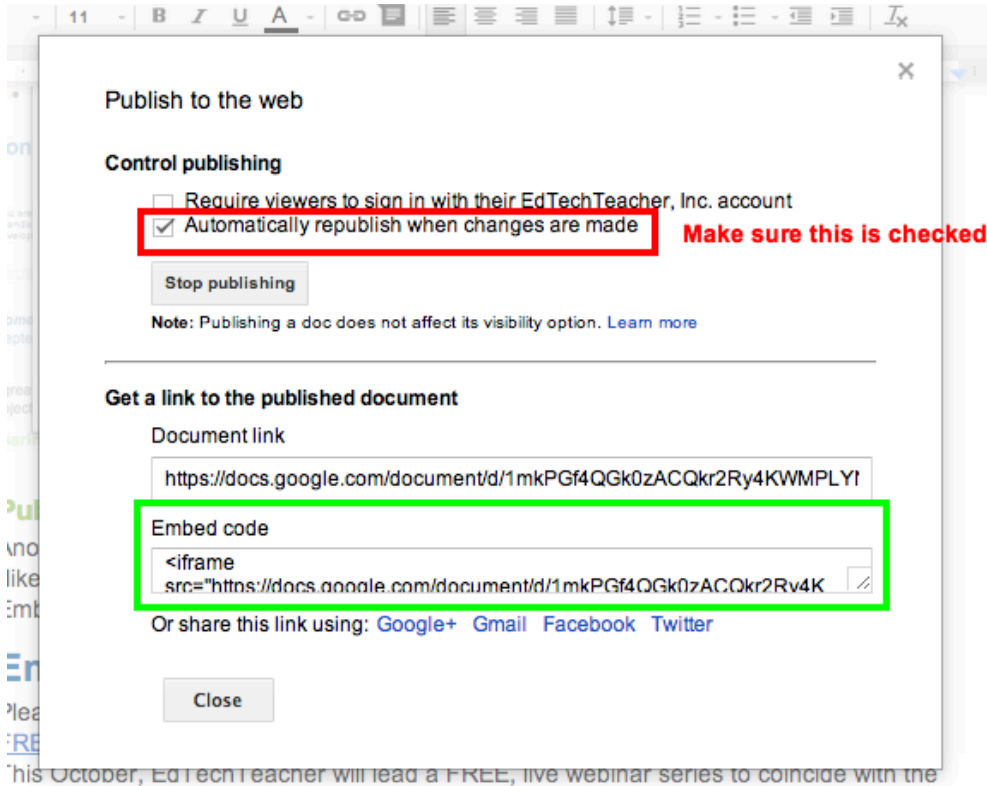 11 B I U A
×
Publish to the web
on
Control publishing
Require viewers to sign in with their EdTechTeacher, Inc. account
Automatically republish when changes are made
Make sure this is checked
Stop publishing
Note: Publishing a doc does not affect its visibility option. Learn more
Get a link to the published document
Document link
https://docs.google.com/document/d/1mkPGf4QGk0zACQkr2Ry4KWMPLY
Embed code
<iframe
src="https://docs.google.com/document/d/1mkPGf4QGk0zACQkr2Ry4K
Or share this link using: Google+ Gmail Facebook Twitter
Close
This October, EdTechTeacher will lead a FREE, live webinar series to coincide with the